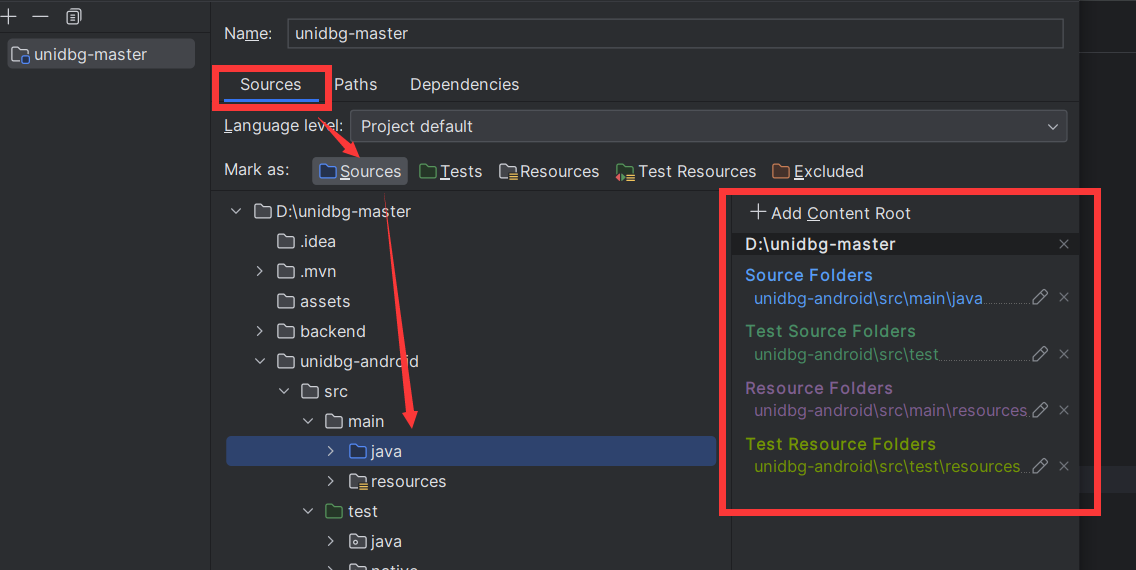 Name: unidbg-master
unidbg-master
Sources Paths Dependencies
Language level: Project default
Mark as: Sources Tests Resources Test Resources Excluded
D:\unidbg-master
.idea
.mvn
assets
backend
unidbg-android
src
main
java
resources
test
java
native
Add Content Root
D:\unidbg-master
Source Folders
unidbg-android\src\main\java
Test Source Folders
unidbg-android\src\test
Resource Folders
unidbg-android\src\main\resources
Test Resource Folders
unidbg-android\src\test\resources